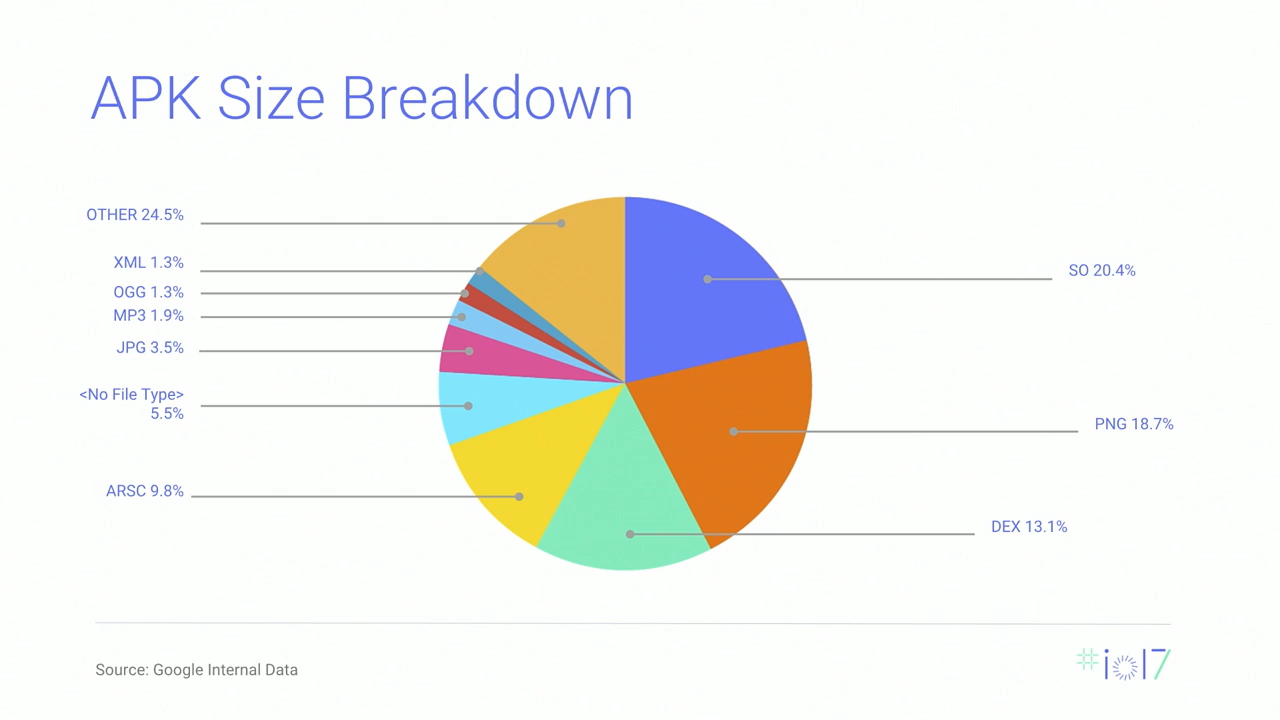 APK Size Breakdown
OTHER 24.5%
XML 1.3%
OGG 1.3%
MP3 1.9%
JPG 3.5%
<No File Type>
5.5%
ARSC 9.8%
SO 20.4%
PNG 18.7%
DEX 13.1%
Source: Google Internal Data
#io17